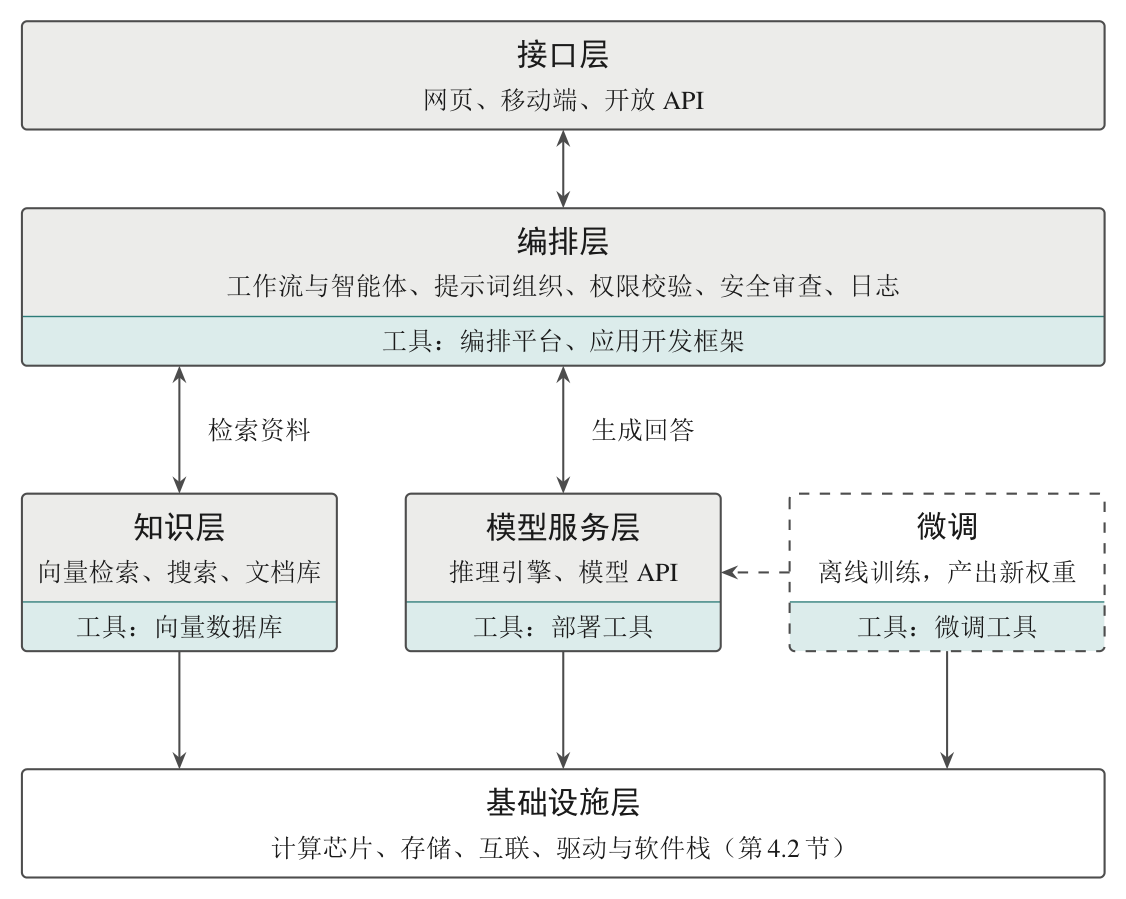 接口层
网页、移动端、开放 API
编排层
工作流与智能体、提示词组织、权限校验、安全审查、日志
工具：编排平台、应用开发框架
检索资料
生成回答
知识层
向量检索、搜索、文档库
工具：向量数据库
模型服务层
推理引擎、模型 API
工具：部署工具
微调
离线训练，产出新权重
工具：微调工具
基础设施层
计算芯片、存储、互联、驱动与软件栈（第 4.2 节）